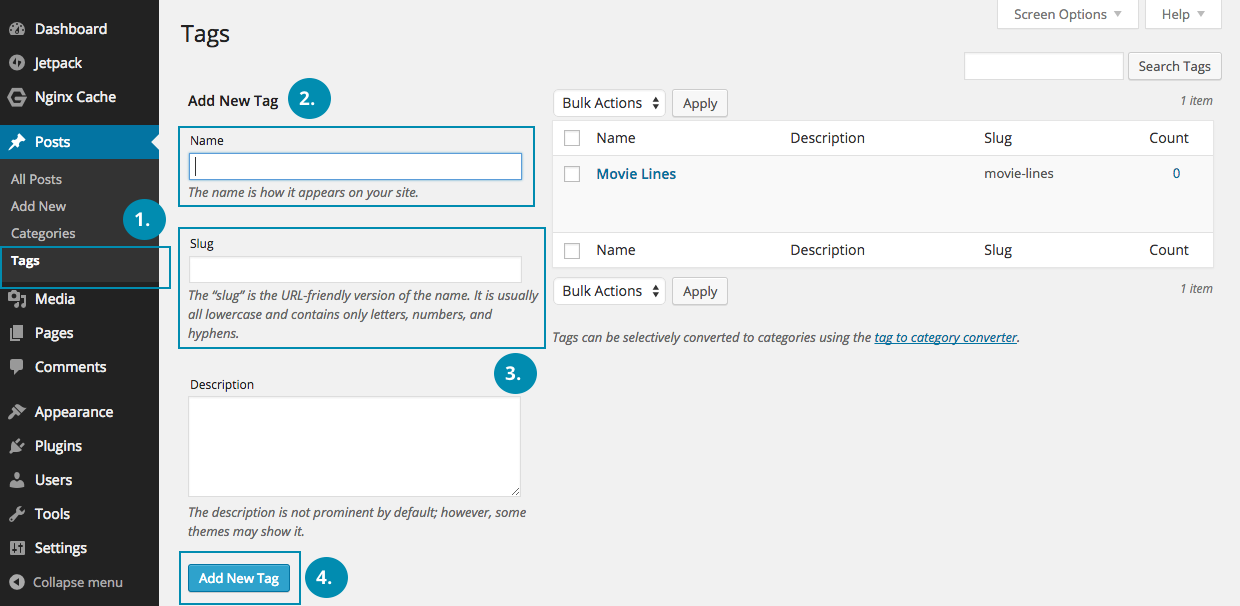 Dashboard
Jetpack
Nginx Cache
Posts
All Posts
Add New
Categories
1.
Tags
Media
Pages
Comments
Appearance
Plugins
Users
Tools
Settings
Collapse menu
Screen Options
Help
Tags
Search Tags
Add New Tag
2.
Name
The name is how it appears on your site.
Slug
The “slug” is the URL-friendly version of the name. It is usually
all lowercase and contains only letters, numbers, and
hyphens.
3.
Description
The description is not prominent by default; however, some
themes may show it.
Add New Tag
4.
Bulk Actions Apply 1 item
Name Description Slug Count
Movie Lines movie-lines 0
Name Description Slug Count
Bulk Actions Apply 1 item
Tags can be selectively converted to categories using the tag to category converter.